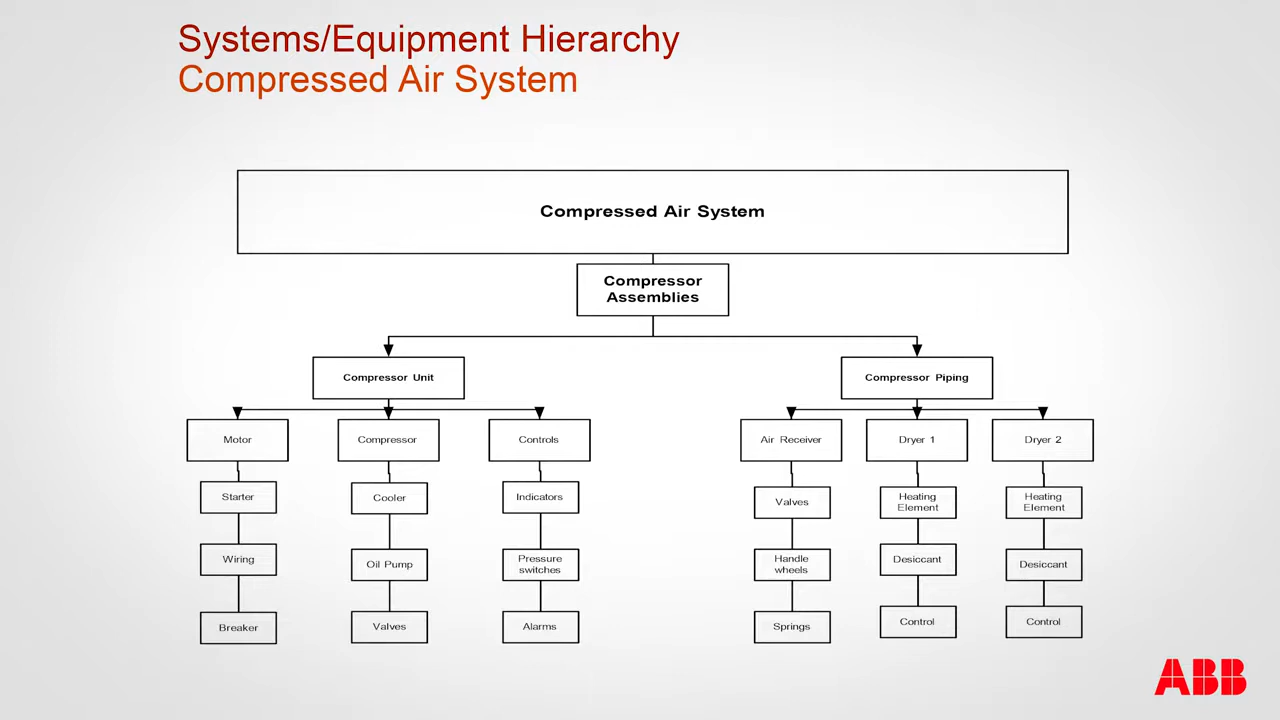 Systems/Equipment Hierarchy
Compressed Air System
Compressed Air System
Compressor
Assemblies
Compressor Unit
Compressor Piping
Motor
Compressor
Controls
Air Receiver
Dryer 1
Dryer 2
Starter
Cooler
Indicators
Valves
Heating
Element
Heating
Element
Wiring
Oil Pump
Pressure
switches
Handle
wheels
Desiccant
Desiccant
Breaker
Valves
Alarms
Springs
Control
Control
ABB